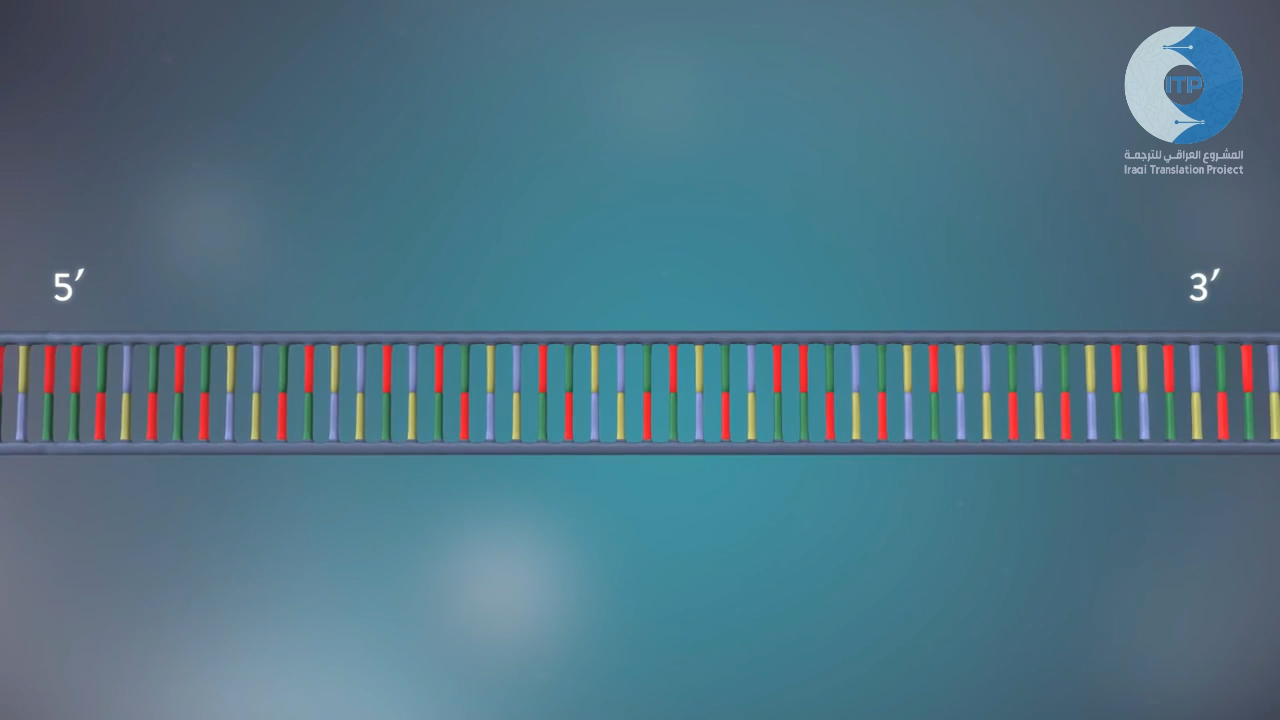 ITP
المشروع العراقي للترجمة
Iraqi Translation Project
5′
3′